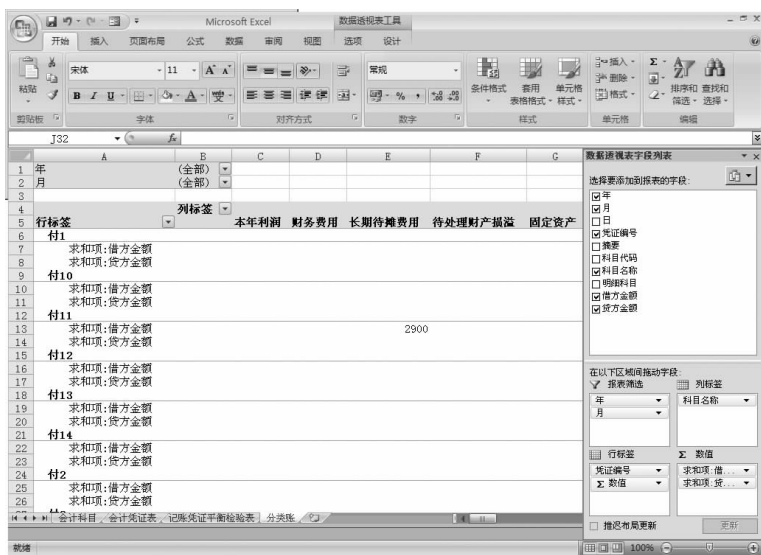 Microsoft Excel
数据透视表工具
开始 插入 页面布局 公式 数据 审阅 视图 选项 设计
粘贴
宋体 11 A A
B I U A 变
常规
% ,
条件格式
套用
表格格式
单元格
样式
插入
删除
格式
Σ
排序和
筛选
查找和
选择
剪贴板 字体 对齐方式 数字 样式 单元格 编辑
J32 fx
A B C D E F G
1 年 (全部)
2 月 (全部)
3
4 列标签
5 行标签 本年利润 财务费用 长期待摊费用 待处理财产损溢 固定资产
6 付1
7 求和项:借方金额
8 求和项:贷方金额
9 付10
10 求和项:借方金额
11 求和项:贷方金额
12 付11
13 求和项:借方金额 2900
14 求和项:贷方金额
15 付12
16 求和项:借方金额
17 求和项:贷方金额
18 付13
19 求和项:借方金额
20 求和项:贷方金额
21 付14
22 求和项:借方金额
23 求和项:贷方金额
24 付2
25 求和项:借方金额
26 求和项:贷方金额
会计科目 会计凭证表 记账凭证平衡检验表 分类账
就绪
100%
数据透视表字段列表
选择要添加到报表的字段:
年
月
日
凭证编号
摘要
科目代码
科目名称
明细科目
借方金额
贷方金额
在以下区域间拖动字段:
报表筛选 列标签
年 科目名称
月
行标签 Σ 数值
凭证编号 求和项:借...
Σ 数值 求和项:贷...
推迟布局更新 更新